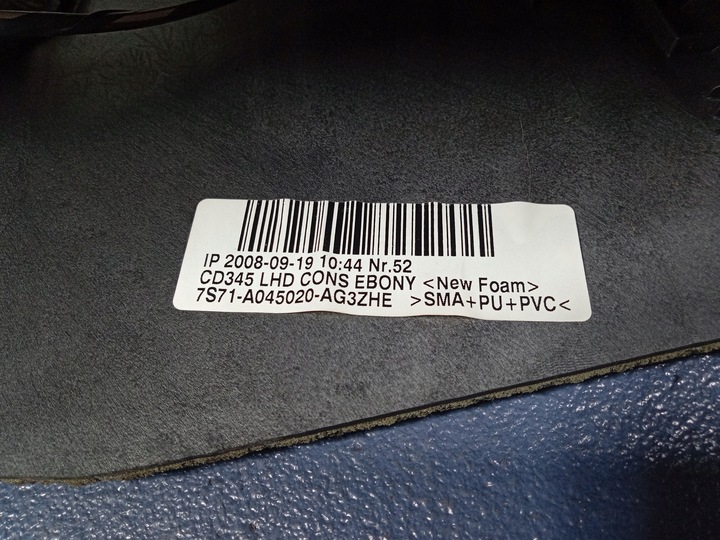 IP 2008-09-19 10:44 Nr.52
CD345 LHD CONS EBONY <New Foam>
7S71-A045020-AG3ZHE >SMA+PU+PVC<